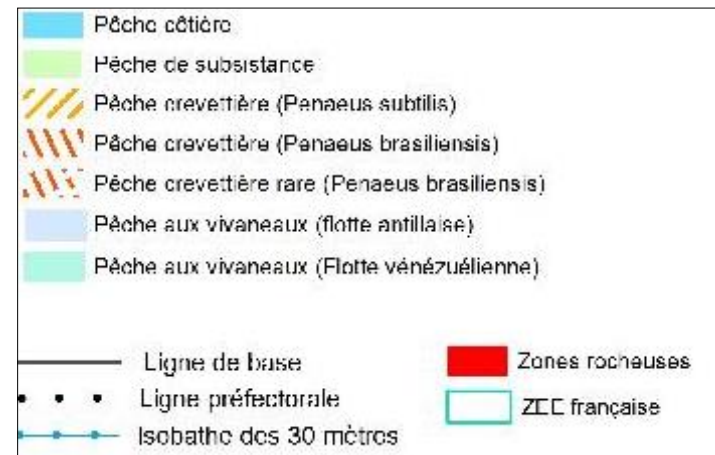 Pêche côtière
Pêche de subsistance
Pêche crevettière (Penaeus subtilis)
Pêche crevettière (Penaeus brasiliensis)
Pêche crevettière rare (Penaeus brasiliensis)
Pêche aux vivaneaux (flotte antillaise)
Pêche aux vivaneaux (Flotte vénézuélienne)
Ligne de base
Ligne préfectorale
Isobathe des 30 mètres
Zones rocheuses
ZEE française